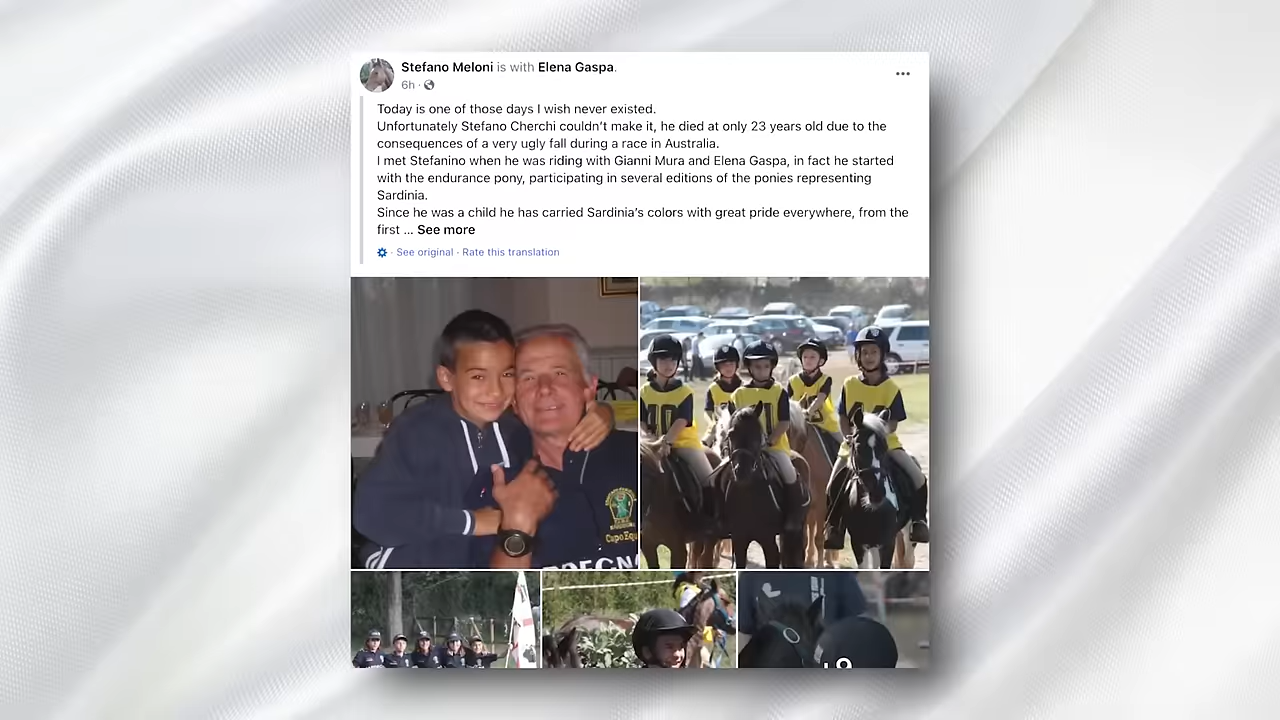 Stefano Meloni is with Elena Gaspa.
6h ·
Today is one of those days I wish never existed.
Unfortunately Stefano Cherchi couldn't make it, he died at only 23 years old due to the
consequences of a very ugly fall during a race in Australia.
I met Stefanino when he was riding with Gianni Mura and Elena Gaspa, in fact he started
with the endurance pony, participating in several editions of the ponies representing
Sardinia.
Since he was a child he has carried Sardinia's colors with great pride everywhere, from the
first ... See more
· See original · Rate this translation
10